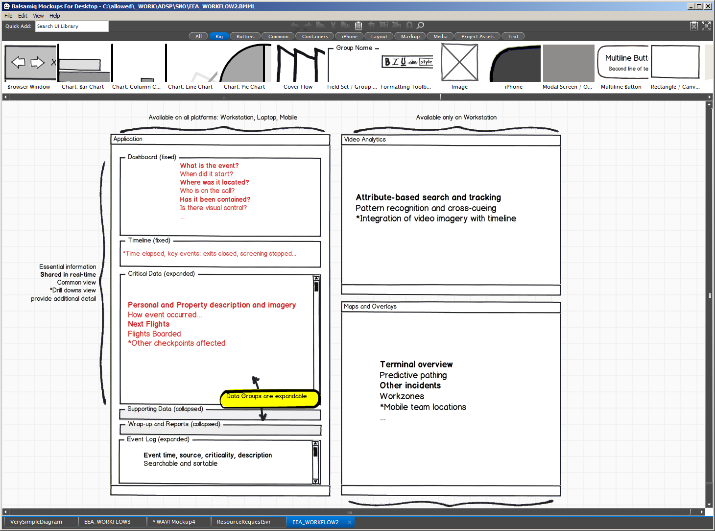 Balsamiq Mockups For Desktop - C:\allowed\_WORK\ADSP\SHO\EEA_WORKFLOW2.BMML
File Edit View Help
Quick Add: Search UI Library
All Big Buttons Common Containers iPhone Layout Markup Media Project Assets Text
Group Name
Multiline Butt
Second line of te
Browser Window Chart: Bar Chart Chart: Column C... Chart: Line Chart Chart: Pie Chart Cover Flow Field Set / Group ... Formatting Toolb... Image iPhone Modal Screen / O... Multiline Button Rectangle / Canv...
Available on all platforms: Workstation, Laptop, Mobile
Available only on Workstation
Application
Dashboard (fixed)
What is the event?
When did it start?
Where was it located?
Who is on the call?
Has it been contained?
Is there visual control?
...
Timeline (fixed)
*Time elapsed, key events: exits closed, screening stopped...
Critical Data (expanded)
Personal and Property description and imagery
How event occurred...
Next Flights
Flights Boarded
*Other checkpoints affected
Data Groups are expandable
Supporting Data (collapsed)
Wrap-up and Reports (collapsed)
Event Log (expanded)
Event time, source, criticality, description
Searchable and sortable
Essential information
Shared in real-time
Common view
*Drill downs view
provide additional detail
Video Analytics
Attribute-based search and tracking
Pattern recognition and cross-cueing
*Integration of video imagery with timeline
Maps and Overlays
Terminal overview
Predictive pathing
Other incidents
Workzones
*Mobile team locations
...
VerySimpleDiagram EEA_WORKFLOW3 * WAVI Mockup4 ResourceRequestSvr EEA_WORKFLOW2